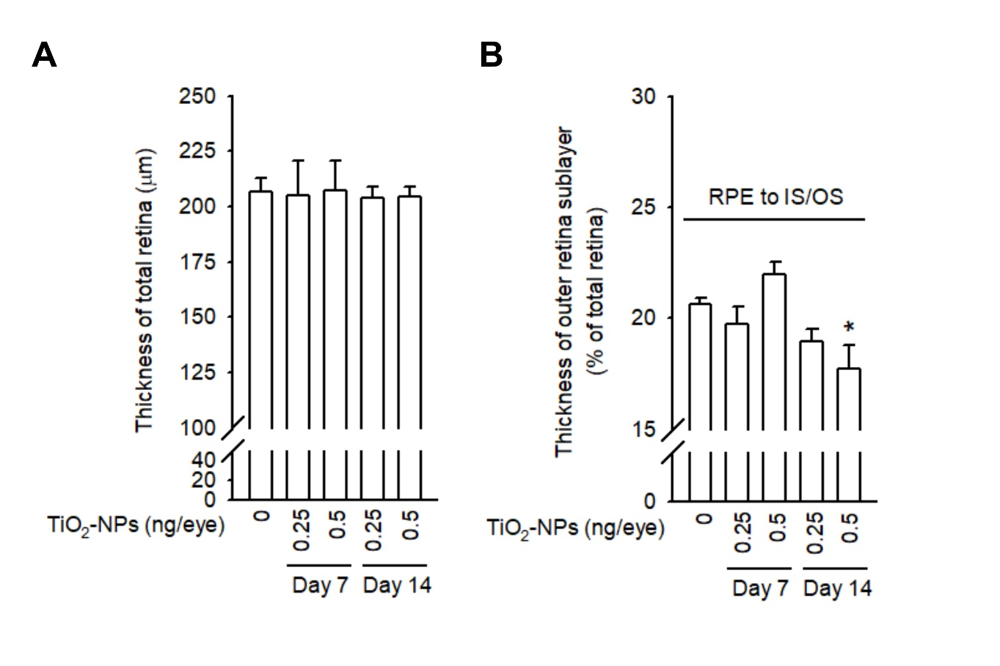 A
Thickness of total retina (μm)
250
225
200
175
150
125
100
40
20
0
TiO2-NPs (ng/eye)
0
0.25
0.5
0.25
0.5
Day 7
Day 14
B
Thickness of outer retina sublayer
(% of total retina)
30
25
20
15
0
RPE to IS/OS
*
TiO2-NPs (ng/eye)
0
0.25
0.5
0.25
0.5
Day 7
Day 14